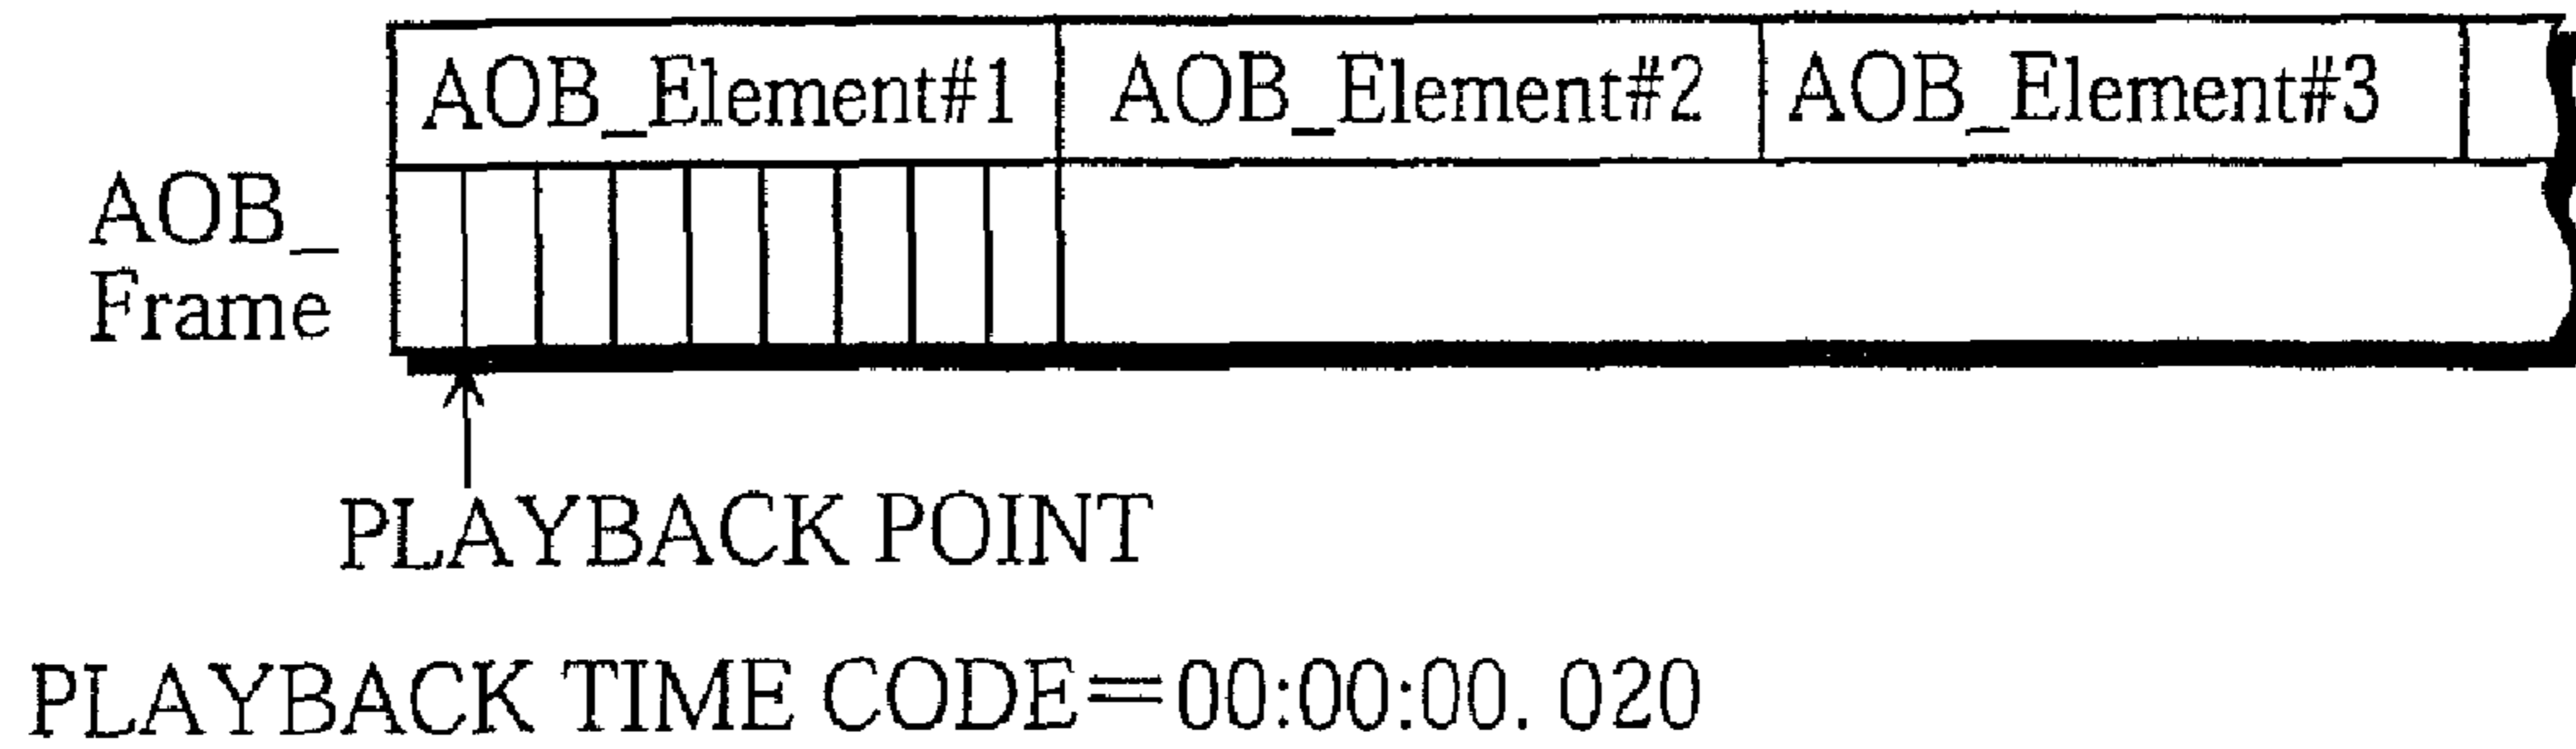 AOB_Element#1 AOB_Element#2 AOB_Element#3
AOB_
Frame
PLAYBACK POINT
PLAYBACK TIME CODE=00:00:00. 020